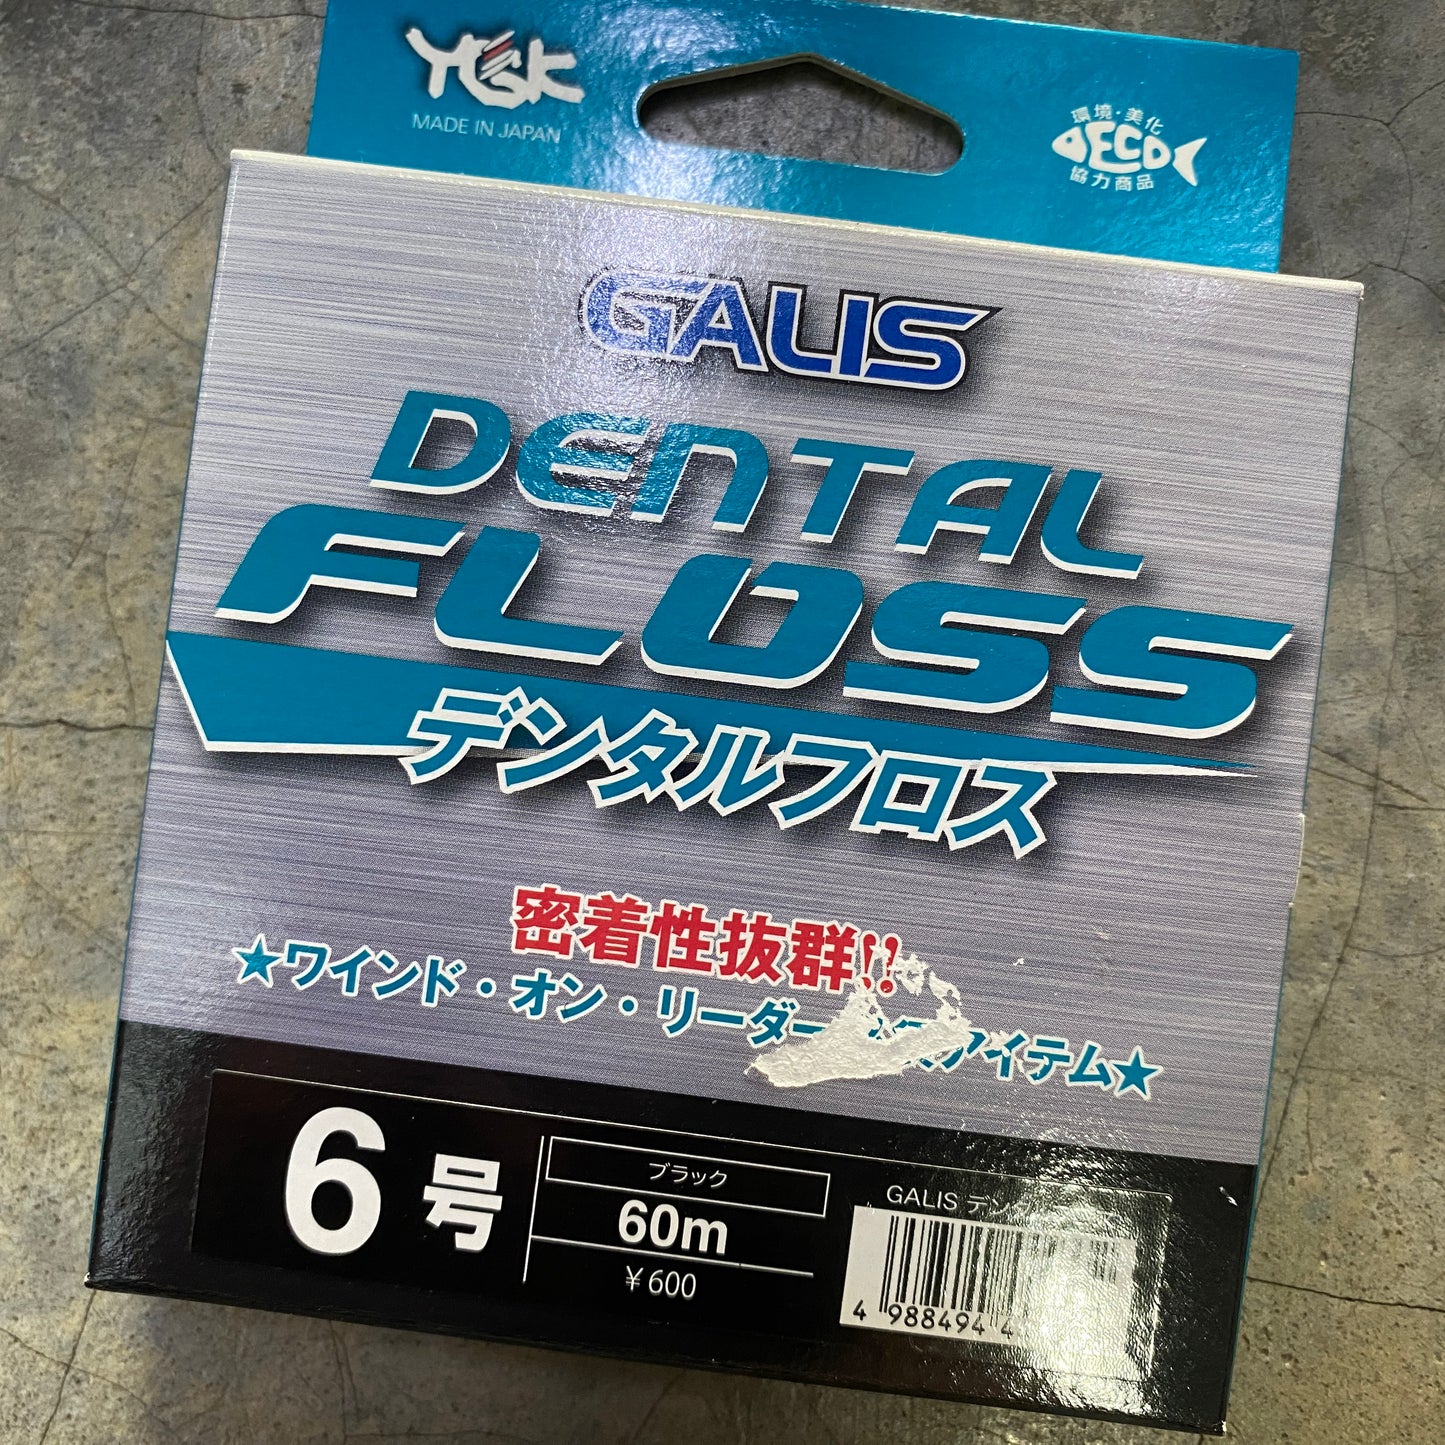 YGK
MADE IN JAPAN
環境・美化
ECO
協力商品
GALIS
DENTAL
FLOSS
デンタルフロス
密着性抜群!!
★ワインド・オン・リーダー アイテム★
6号
ブラック
60m
￥600
GALIS
4 988494 4